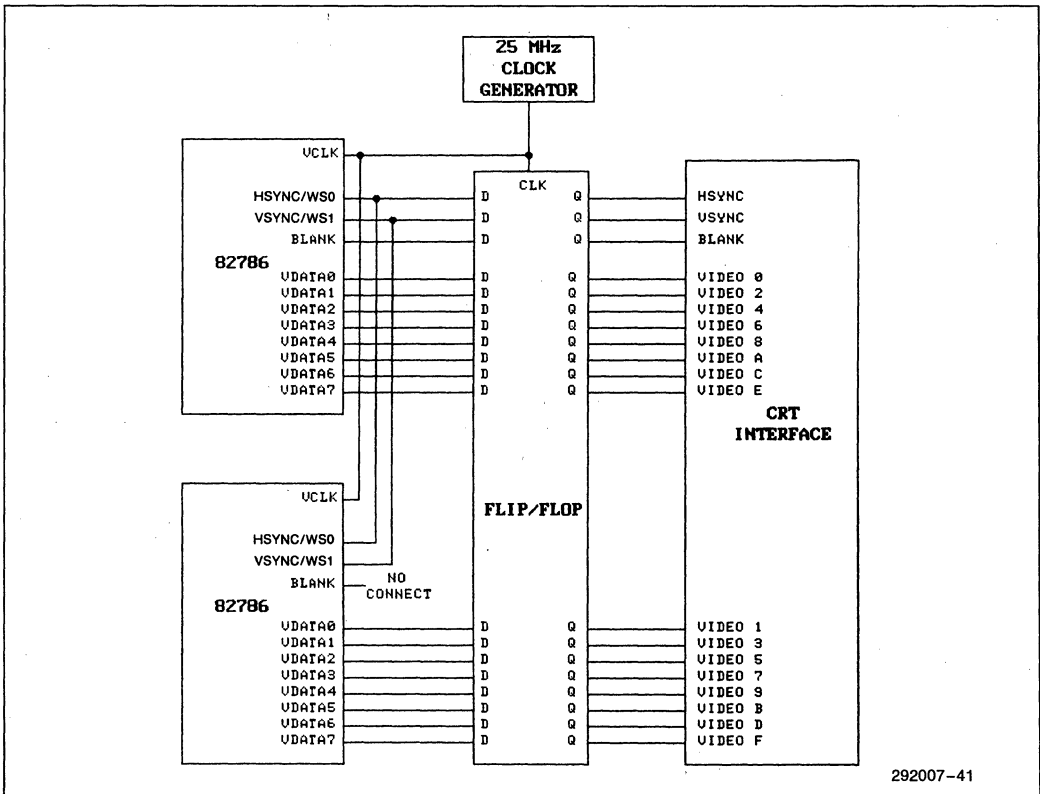 25 MHz
CLOCK
GENERATOR
VCLK
HSYNC/WS0
VSYNC/WS1
BLANK
82786
VDATA0
VDATA1
VDATA2
VDATA3
VDATA4
VDATA5
VDATA6
VDATA7
VCLK
HSYNC/WS0
VSYNC/WS1
BLANK
NO
CONNECT
82786
VDATA0
VDATA1
VDATA2
VDATA3
VDATA4
VDATA5
VDATA6
VDATA7
CLK
D Q
D Q
D Q
D Q
D Q
D Q
D Q
D Q
D Q
D Q
D Q
FLIP/FLOP
D Q
D Q
D Q
D Q
D Q
D Q
D Q
D Q
HSYNC
VSYNC
BLANK
VIDEO 0
VIDEO 2
VIDEO 4
VIDEO 6
VIDEO 8
VIDEO A
VIDEO C
VIDEO E
CRT
INTERFACE
VIDEO 1
VIDEO 3
VIDEO 5
VIDEO 7
VIDEO 9
VIDEO B
VIDEO D
VIDEO F
292007-41